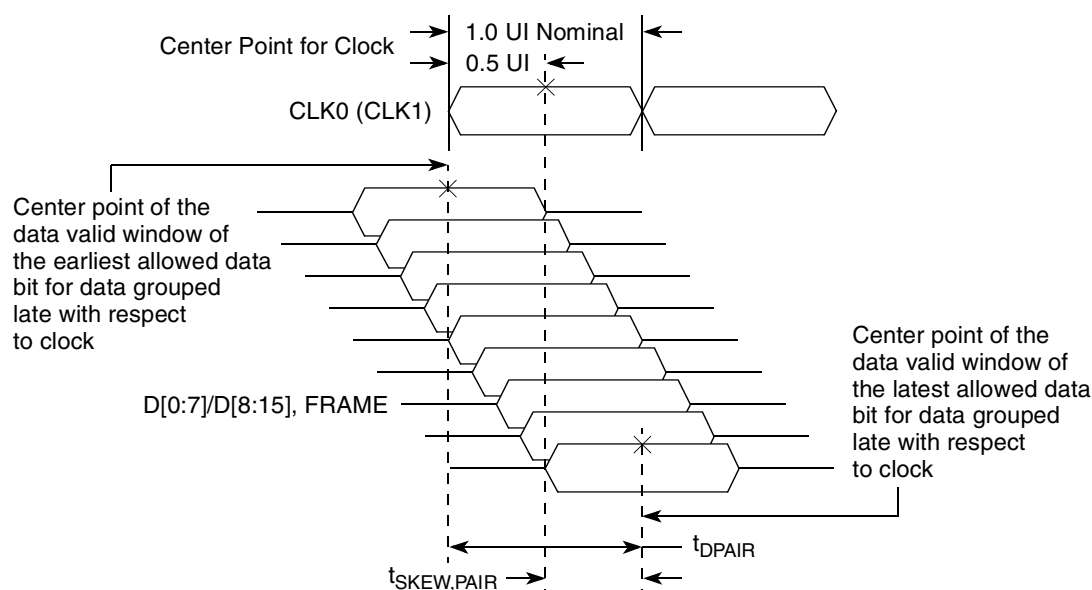 1.0 UI Nominal
Center Point for Clock
0.5 UI
CLK0 (CLK1)
Center point of the
data valid window of
the earliest allowed data
bit for data grouped
late with respect
to clock
D[0:7]/D[8:15], FRAME
Center point of the
data valid window of
the latest allowed data
bit for data grouped
late with respect
to clock
tDPAIR
tSKEW,PAIR